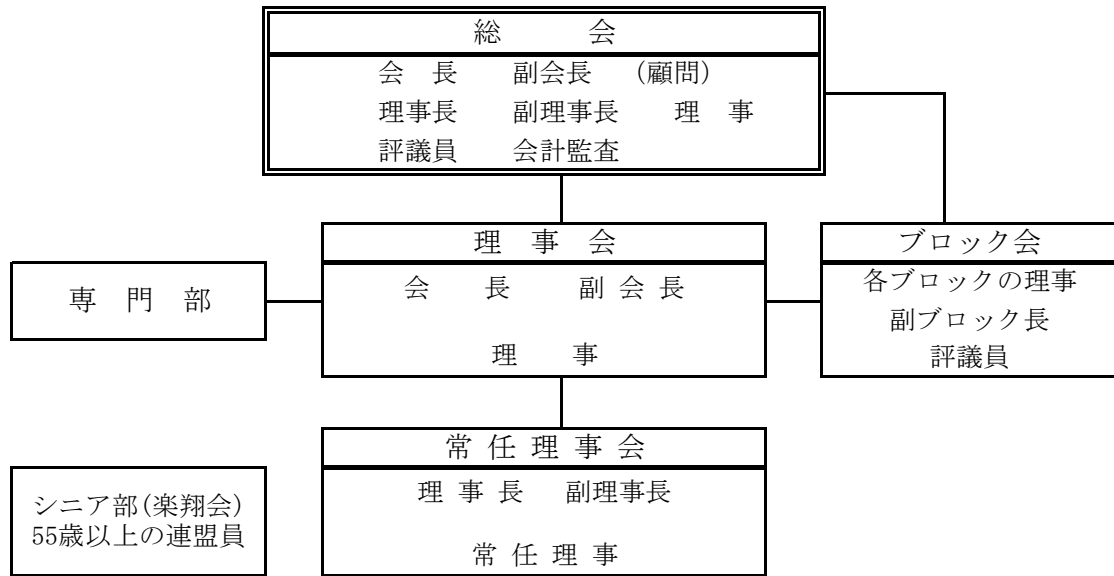 総　　会
会　長　　副会長　(顧問)
理事長　　副理事長　　理　事
評議員　　会計監査
理　事　会
会　　長　　副 会 長
理　　事
ブロック会
各ブロックの理事
副ブロック長
評議員
専　門　部
常 任 理 事 会
理 事 長　副理事長
常 任 理 事
シニア部(楽翔会)
55歳以上の連盟員